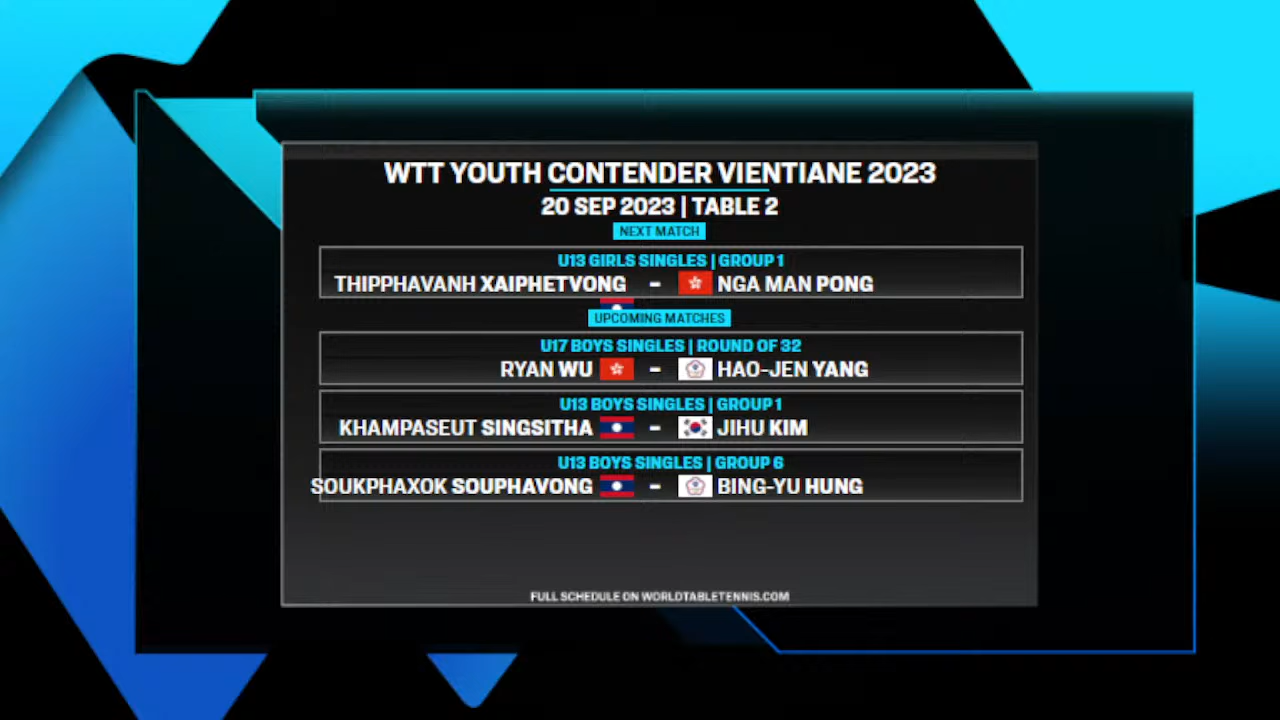 WTT YOUTH CONTENDER VIENTIANE 2023
20 SEP 2023 | TABLE 2
NEXT MATCH
U13 GIRLS SINGLES | GROUP 1
THIPPHAVANH XAIPHETVONG - NGA MAN PONG
UPCOMING MATCHES
U17 BOYS SINGLES | ROUND OF 32
RYAN WU - HAO-JEN YANG
U13 BOYS SINGLES | GROUP 1
KHAMPASEUT SINGSITHA - JIHU KIM
U13 BOYS SINGLES | GROUP 6
SOUKPHAXOK SOUPHAVONG - BING-YU HUNG
FULL SCHEDULE ON WORLDTABLETENNIS.COM